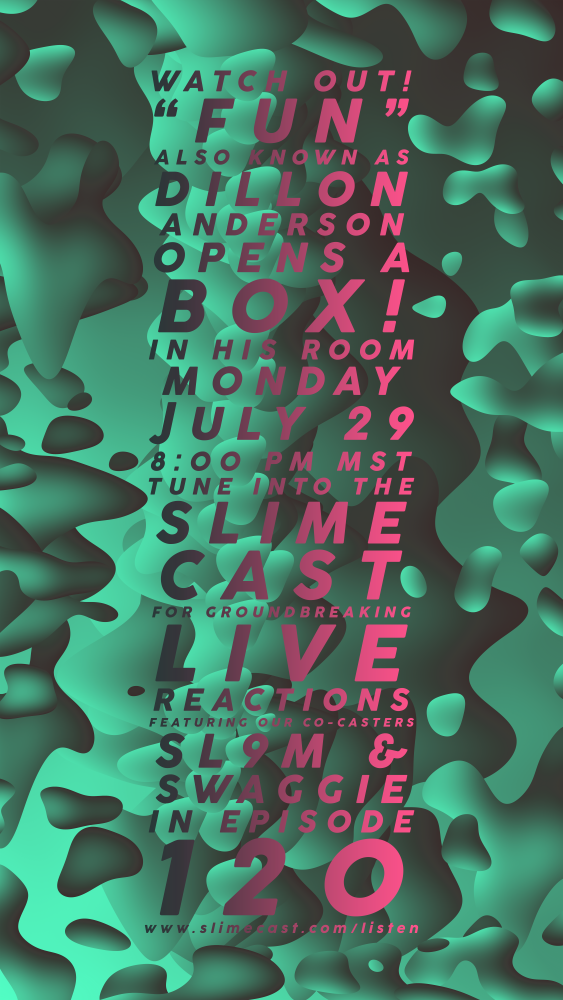 WATCH OUT!
“FUN”
ALSO KNOWN AS
DILLON
ANDERSON
OPENS A
BOX!
IN HIS ROOM
MONDAY
JULY 29
8:00 PM MST
TUNE INTO THE
SLIME
CAST
FOR GROUNDBREAKING
LIVE
REACTIONS
FEATURING OUR CO-CASTERS
SL9M &
SWAGGIE
IN EPISODE
120
www.slimecast.com/listen